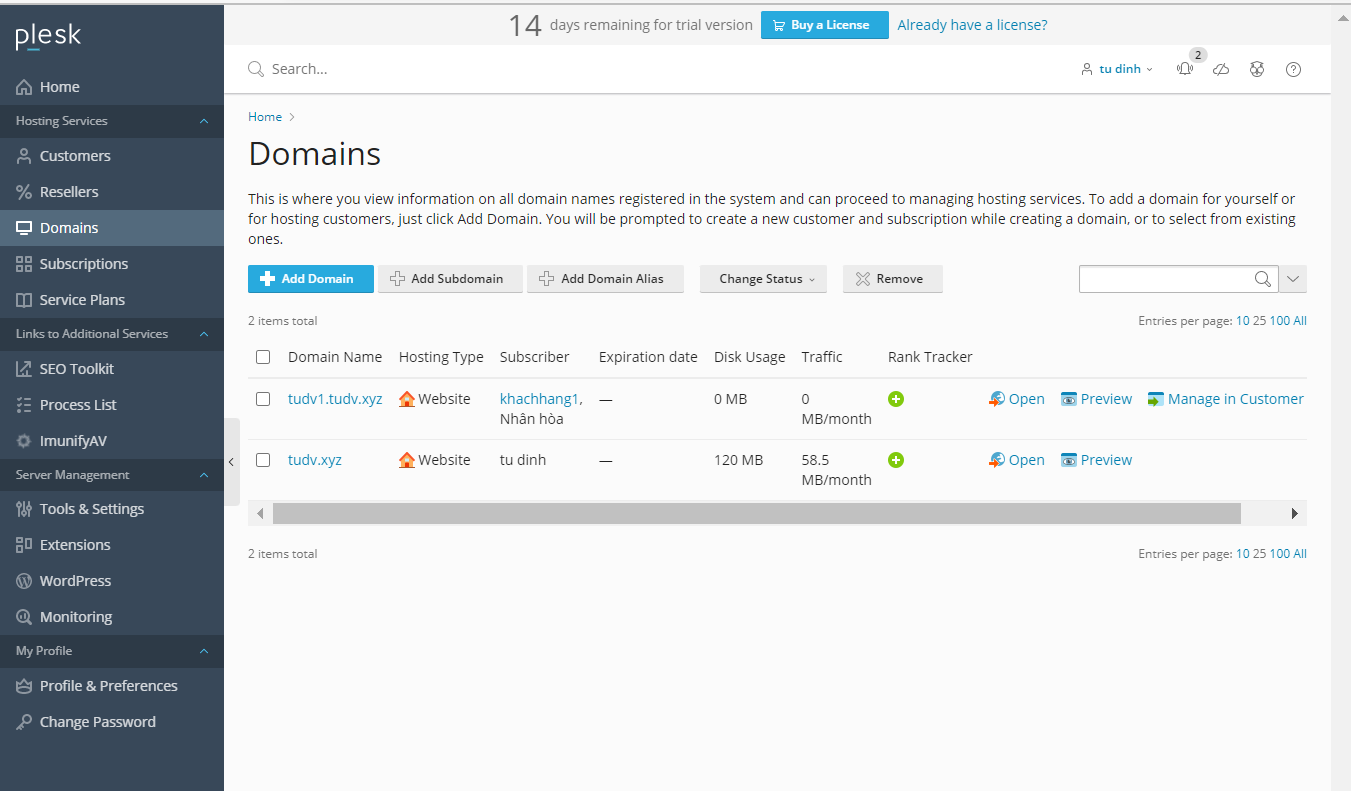 plesk
14 days remaining for trial version Buy a License Already have a license?
Search... tu dinh 2
Home
Hosting Services
Customers
Resellers
Domains
Subscriptions
Service Plans
Links to Additional Services
SEO Toolkit
Process List
ImunifyAV
Server Management
Tools & Settings
Extensions
WordPress
Monitoring
My Profile
Profile & Preferences
Change Password
Home
Domains
This is where you view information on all domain names registered in the system and can proceed to managing hosting services. To add a domain for yourself or
for hosting customers, just click Add Domain. You will be prompted to create a new customer and subscription while creating a domain, or to select from existing
ones.
Add Domain Add Subdomain Add Domain Alias Change Status Remove
2 items total Entries per page: 10 25 100 All
Domain Name Hosting Type Subscriber Expiration date Disk Usage Traffic Rank Tracker
tudv1.tudv.xyz Website khachhang1, — 0 MB 0 Open Preview Manage in Customer
Nhân hòa MB/month
tudv.xyz Website tu dinh — 120 MB 58.5 Open Preview
MB/month
2 items total Entries per page: 10 25 100 All